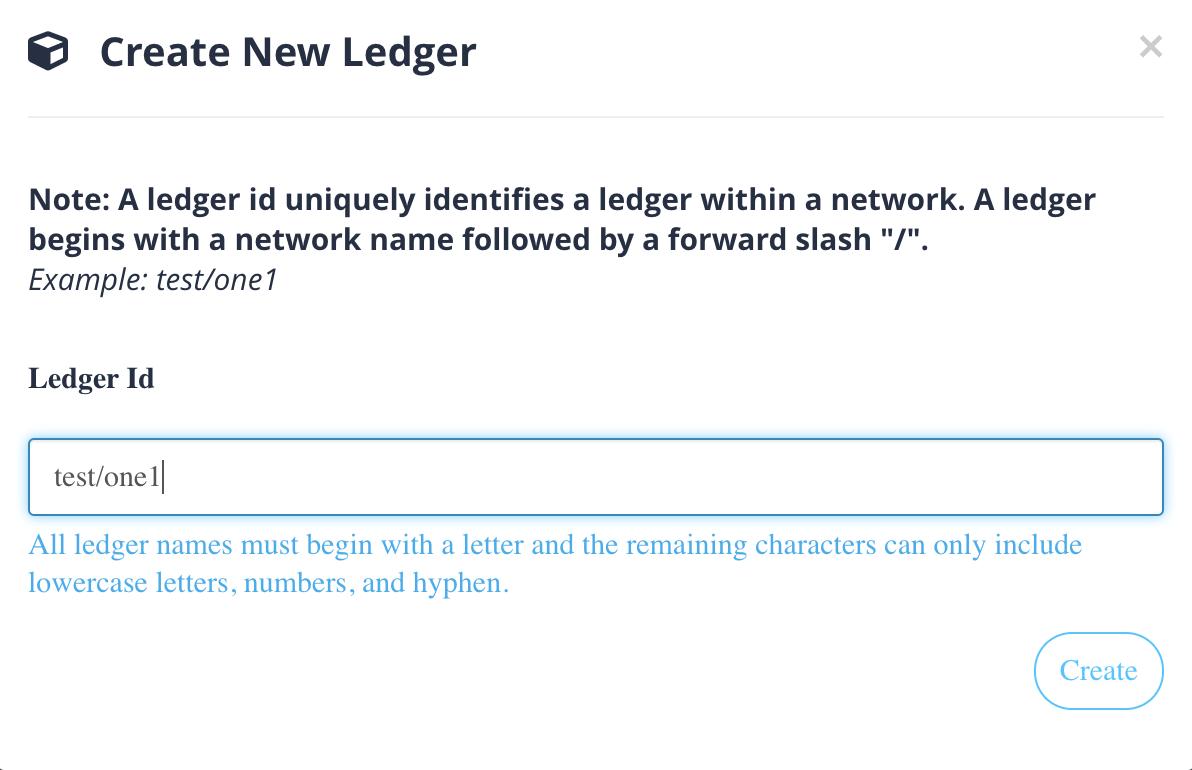 Create New Ledger
Note: A ledger id uniquely identifies a ledger within a network. A ledger
begins with a network name followed by a forward slash "/".
Example: test/one1
Ledger Id
test/one1
All ledger names must begin with a letter and the remaining characters can only include
lowercase letters, numbers, and hyphen.
Create